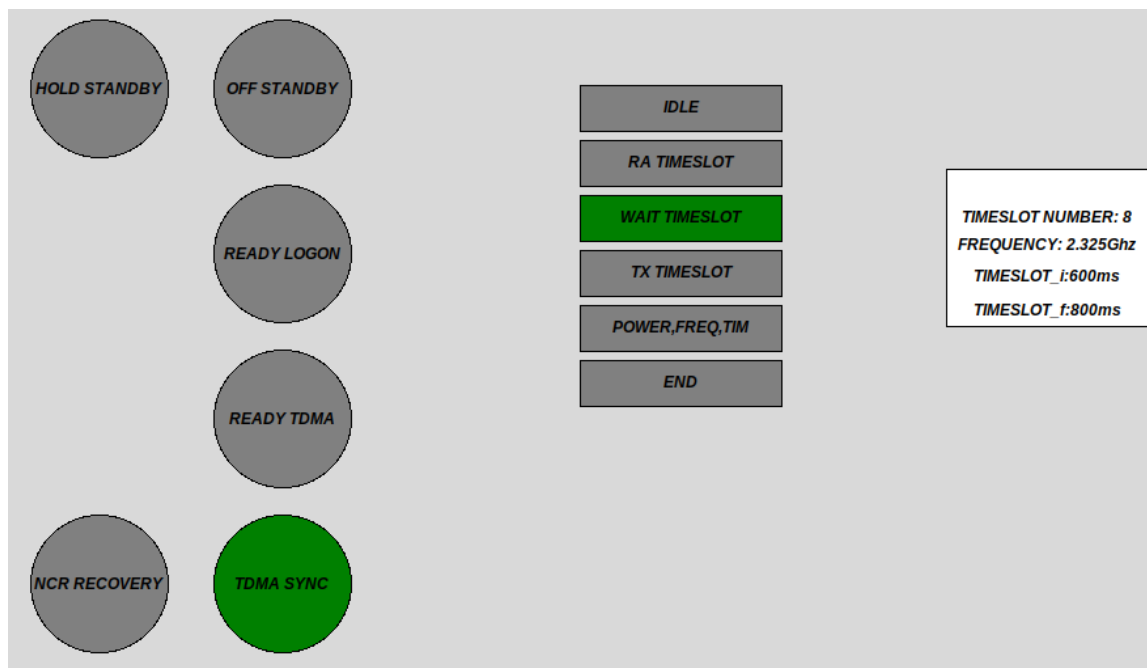 HOLD STANDBY
OFF STANDBY
READY LOGON
READY TDMA
NCR RECOVERY
TDMA SYNC
IDLE
RA TIMESLOT
WAIT TIMESLOT
TX TIMESLOT
POWER,FREQ,TIM
END
TIMESLOT NUMBER: 8
FREQUENCY: 2.325Ghz
TIMESLOT_i:600ms
TIMESLOT_f:800ms